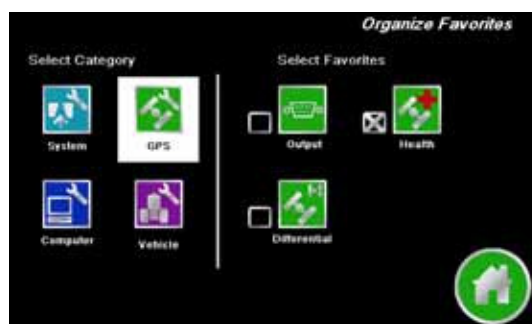 Organize Favorites
Select Category
Select Favorites
System
GPS
Output
Health
Computer
Vehicle
Differential